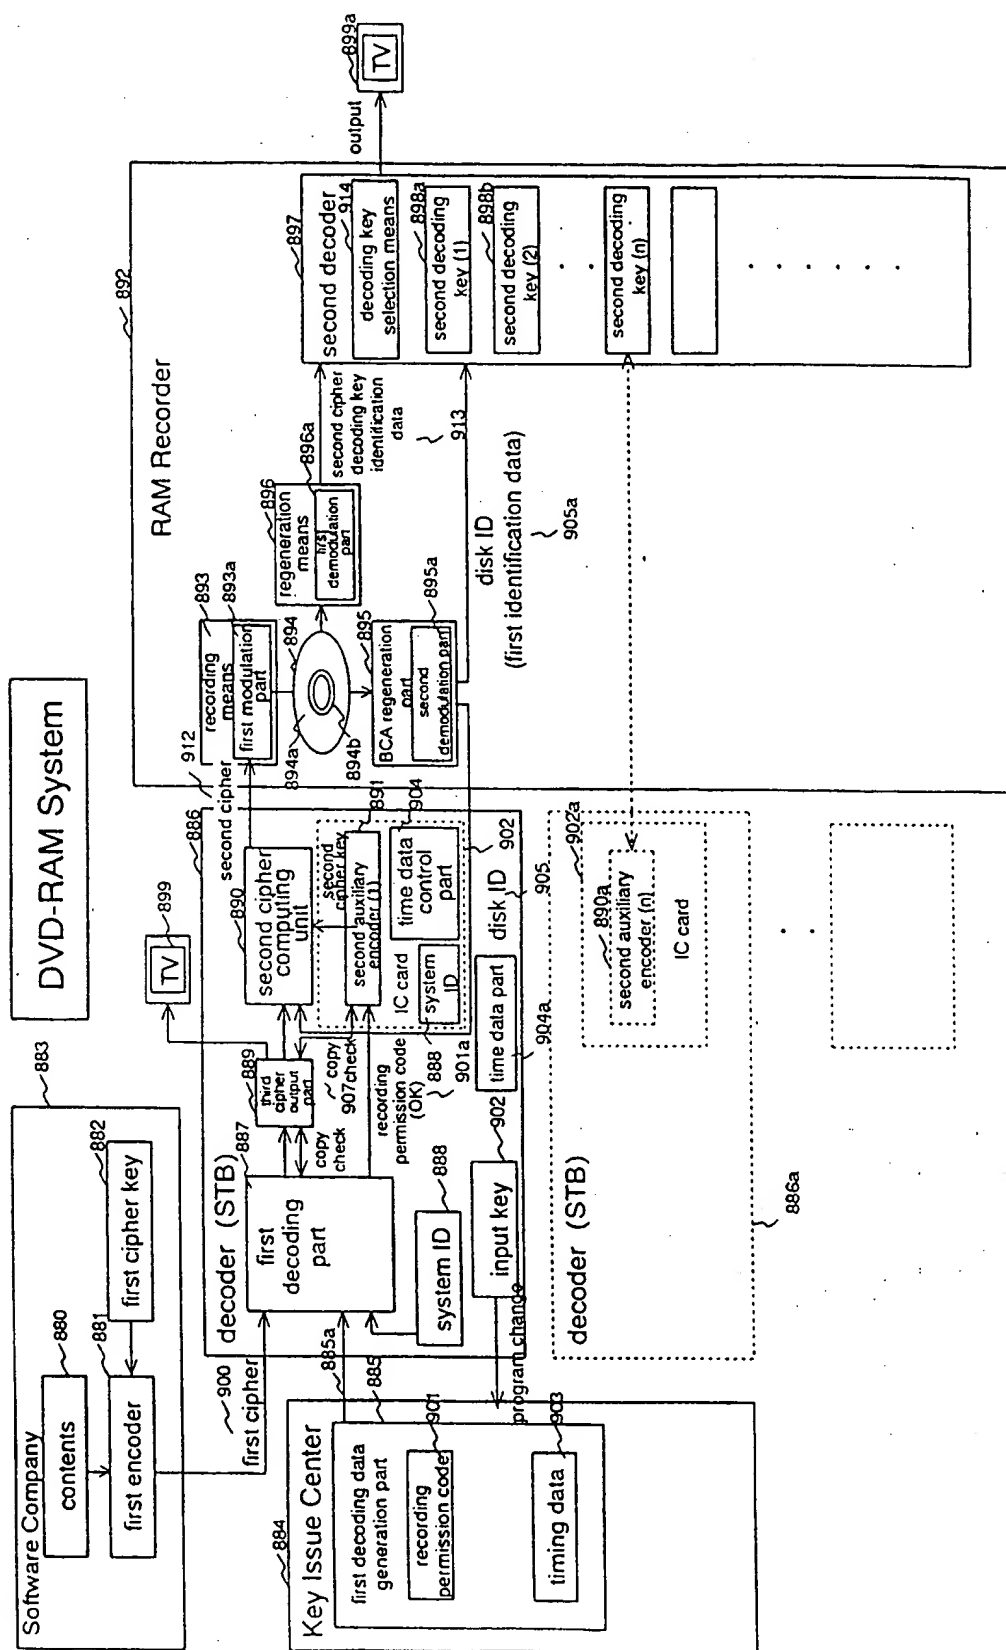 DVD-RAM System
Software Company
883
contents
880
first encoder
881
first cipher key
882
900
first cipher
Key Issue Center
884
first decoding data
generation part
885
885a
recording
permission code
901
timing data
903
program change
decoder (STB)
886
first
decoding
part
887
system ID
888
input key
902
copy
check
third
cipher
output
part
889
TV
899
copy
907 check
recording
permission code
(OK)
901a
second cipher
computing
unit
890
second cipher
912
second cipher key
891
second auxiliary
encoder (1)
IC card
system
ID
888
time data
control
part
904
902
time data part
904a
disk ID
905
decoder (STB)
886a
902a
890a
second auxiliary
encoder (n)
IC card
RAM Recorder
892
recording
means
893
first modulation
part
893a
894
894a
894b
BCA regeneration
part
895
second
demodulation part
895a
regeneration
means
896
first
demodulation
part
896a
second cipher
decoding key
identification
data
913
disk ID
(first identification data)
905a
second decoder
897
decoding key
selection means
914
second decoding
key (1)
898a
second decoding
key (2)
898b
second decoding
key (n)
output
TV
899a